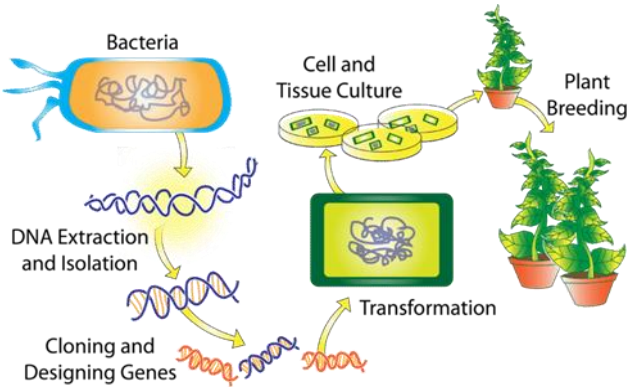 Bacteria
DNA Extraction
and Isolation
Cloning and
Designing Genes
Transformation
Cell and
Tissue Culture
Plant
Breeding